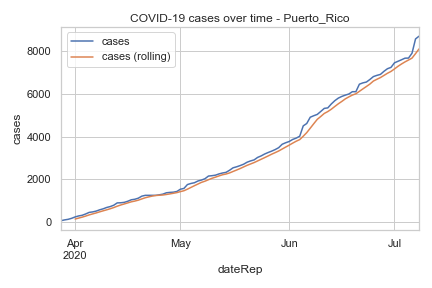 COVID-19 cases over time - Puerto_Rico
cases
cases (rolling)
8000
6000
4000
2000
0
cases
Apr
2020
May
Jun
Jul
dateRep